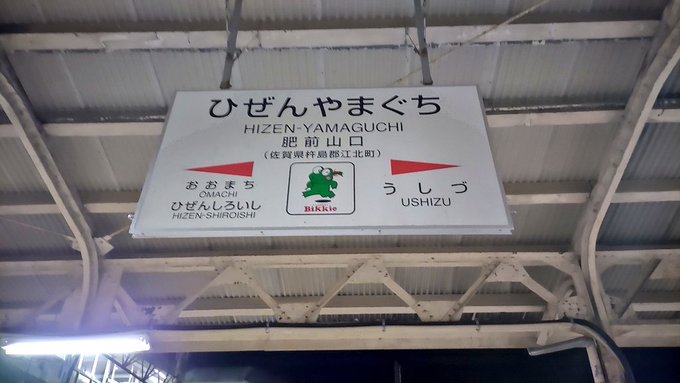 ひぜんやまぐち
HIZEN-YAMAGUCHI
肥前山口
(佐賀県杵島郡江北町)
おおまち
OMACHI
ひぜんしろいし
HIZEN-SHIROISHI
Bikkie
うしづ
USHIZU